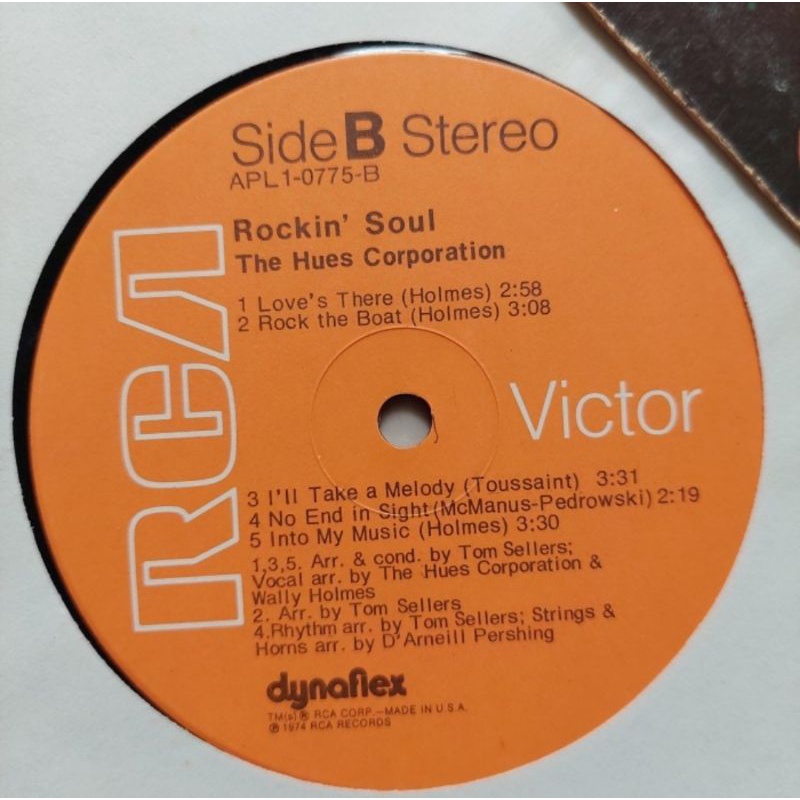 Side B Stereo
APL1-0775-B
Rockin' Soul
The Hues Corporation
1 Love's There (Holmes) 2:58
2 Rock the Boat (Holmes) 3:08
RCA
Victor
3 I'll Take a Melody (Toussaint) 3:31
4 No End in Sight (McManus-Pedrowski) 2:19
5 Into My Music (Holmes) 3:30
1,3,5. Arr. & cond. by Tom Sellers;
Vocal arr. by The Hues Corporation &
Wally Holmes
2. Arr. by Tom Sellers
4.Rhythm arr. by Tom Sellers; Strings &
Horns arr. by D'Arneill Pershing
dynaflex
TM(s) ® RCA CORP.—MADE IN U.S.A.
℗ 1974 RCA RECORDS